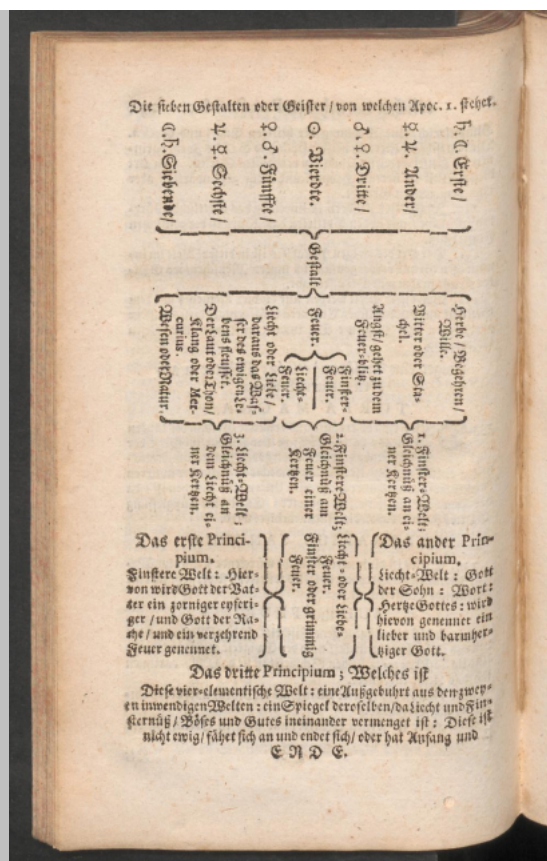 Die sieben Gestalten oder Geister / von welchen Apoc. 1. stehet.
♄. ☾. Erste /
☿. ♃. Ander /
♂. ♀. Dritte /
☉. Vierdte.
♀. ♂. Fünffte /
♃. ☿. Sechste /
☾. ♄. Siebende /
Gestalt
Herbe / Begehren /
Wille.
Bitter oder Sta-
chel.
Angst / gehet zu dem
Feuer-blitz.
Feuer.
Finster-
Feuer.
Liecht-
Feuer.
Liecht oder Liebe /
daraus das Was-
ser des ewigen Le-
bens fleusset.
Der Laut oder Thon /
Klang oder Mer-
curius.
Wesen oder Natur.
1. Finster-Welt;
Gleichnüß an ei-
ner Kertzen.
2. Finstere-Welt;
Gleichnüß am
Feuer einer
Kertzen.
3. Liecht-Welt;
Gleichnüß an
dem Liecht ei-
ner Kertzen.
Das erste Princi-
pium.
Finstere Welt: Hier-
von wird Gott der Vat-
ter ein zorniger eyferi-
ger / und Gott der Ra-
che / und ein verzehrend
Feuer genennet.
Liecht- oder Liebe-
Feuer.
Finster oder grimmig
Feuer.
Das ander Prin-
cipium.
Liecht-Welt: Gott
der Sohn: Wort:
Hertze Gottes: wird
hievon genennet ein
lieber und barmher-
tziger Gott.
Das dritte Principium; Welches ist
Diese vier-elementische Welt: eine Außgebuhrt aus den zwey-
en inwendigen Welten: ein Spiegel deroselben / da Liecht und Fin-
sternüß / Böses und Gutes ineinander vermenget ist: Diese ist
nicht ewig / fähet sich an und endet sich / oder hat Anfang und
E N D E.